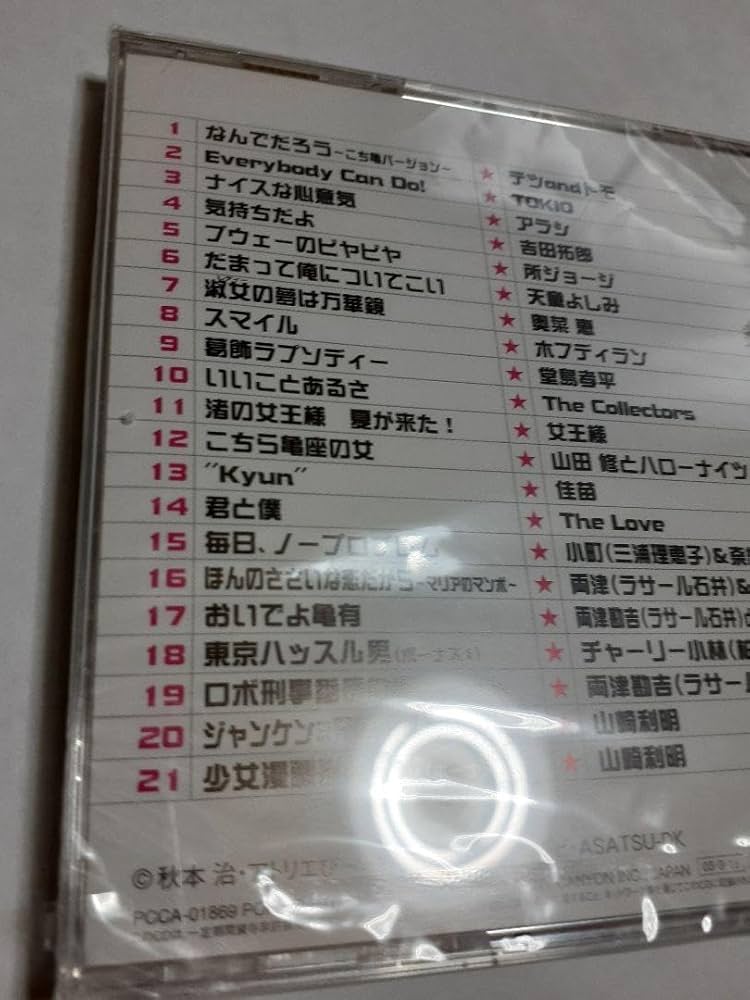 1 なんでだろう~こち亀バージョン~ ★ テツandトモ
2 Everybody Can Do! ★ TOKIO
3 ナイスな心意気 ★ アラシ
4 気持ちだよ ★ 吉田拓郎
5 ブウェーのビヤビヤ ★ 所ジョージ
6 だまって俺についてこい ★ 天童よしみ
7 淑女の夢は万華鏡 ★ 奥菜 恵
8 スマイル ★ ホフディラン
9 葛飾ラプソディー ★ 堂島孝平
10 いいことあるさ ★ The Collectors
11 渚の女王様 夏が来た! ★ 女王様
12 こちら亀座の女 ★ 山田 修とハローナイツ
13 "Kyun" ★ 佳苗
14 君と僕 ★ The Love
15 毎日、ノープロブレム ★ 小町(三浦理恵子)&奈
16 ほんのささいな恋だから~マリアのマンボ~ ★ 両津(ラサール石井)&
17 おいでよ亀有 ★ 両津勘吉(ラサール石井)
18 東京ハッスル男 ★ チャーリー小林(
19 ロボ刑事 ★ 両津勘吉(ラサール
20 ジャンケン ★ 山崎利明
21 少女漫 ★ 山崎利明
©秋本 治・アトリエび ASATSU-DK
PCCA-01869 CANYON INC. JAPAN